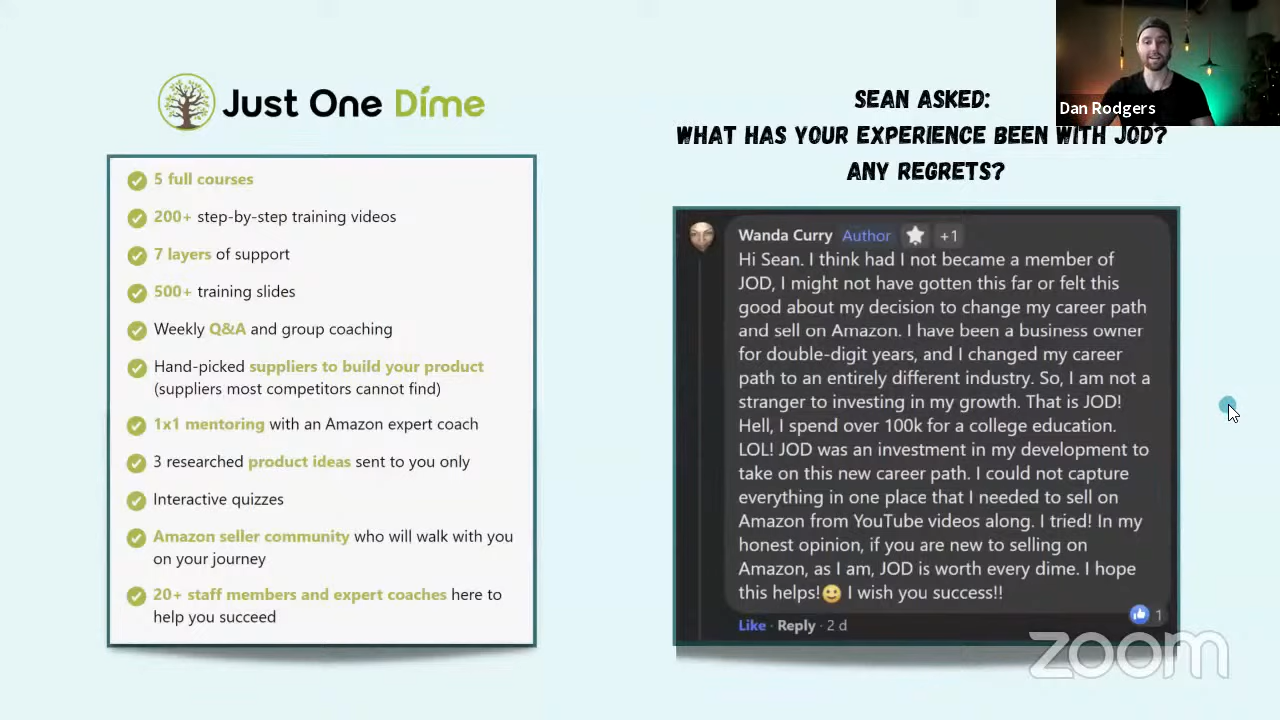 Just One Díme
5 full courses
200+ step-by-step training videos
7 layers of support
500+ training slides
Weekly Q&A and group coaching
Hand-picked suppliers to build your product
(suppliers most competitors cannot find)
1x1 mentoring with an Amazon expert coach
3 researched product ideas sent to you only
Interactive quizzes
Amazon seller community who will walk with you
on your journey
20+ staff members and expert coaches here to
help you succeed
Dan Rodgers
SEAN ASKED:
WHAT HAS YOUR EXPERIENCE BEEN WITH JOD?
ANY REGRETS?
Wanda Curry Author +1
Hi Sean. I think had I not became a member of
JOD, I might not have gotten this far or felt this
good about my decision to change my career path
and sell on Amazon. I have been a business owner
for double-digit years, and I changed my career
path to an entirely different industry. So, I am not a
stranger to investing in my growth. That is JOD!
Hell, I spend over 100k for a college education.
LOL! JOD was an investment in my development to
take on this new career path. I could not capture
everything in one place that I needed to sell on
Amazon from YouTube videos along. I tried! In my
honest opinion, if you are new to selling on
Amazon, as I am, JOD is worth every dime. I hope
this helps!😀 I wish you success!!
1
Like · Reply · 2 d
zoom